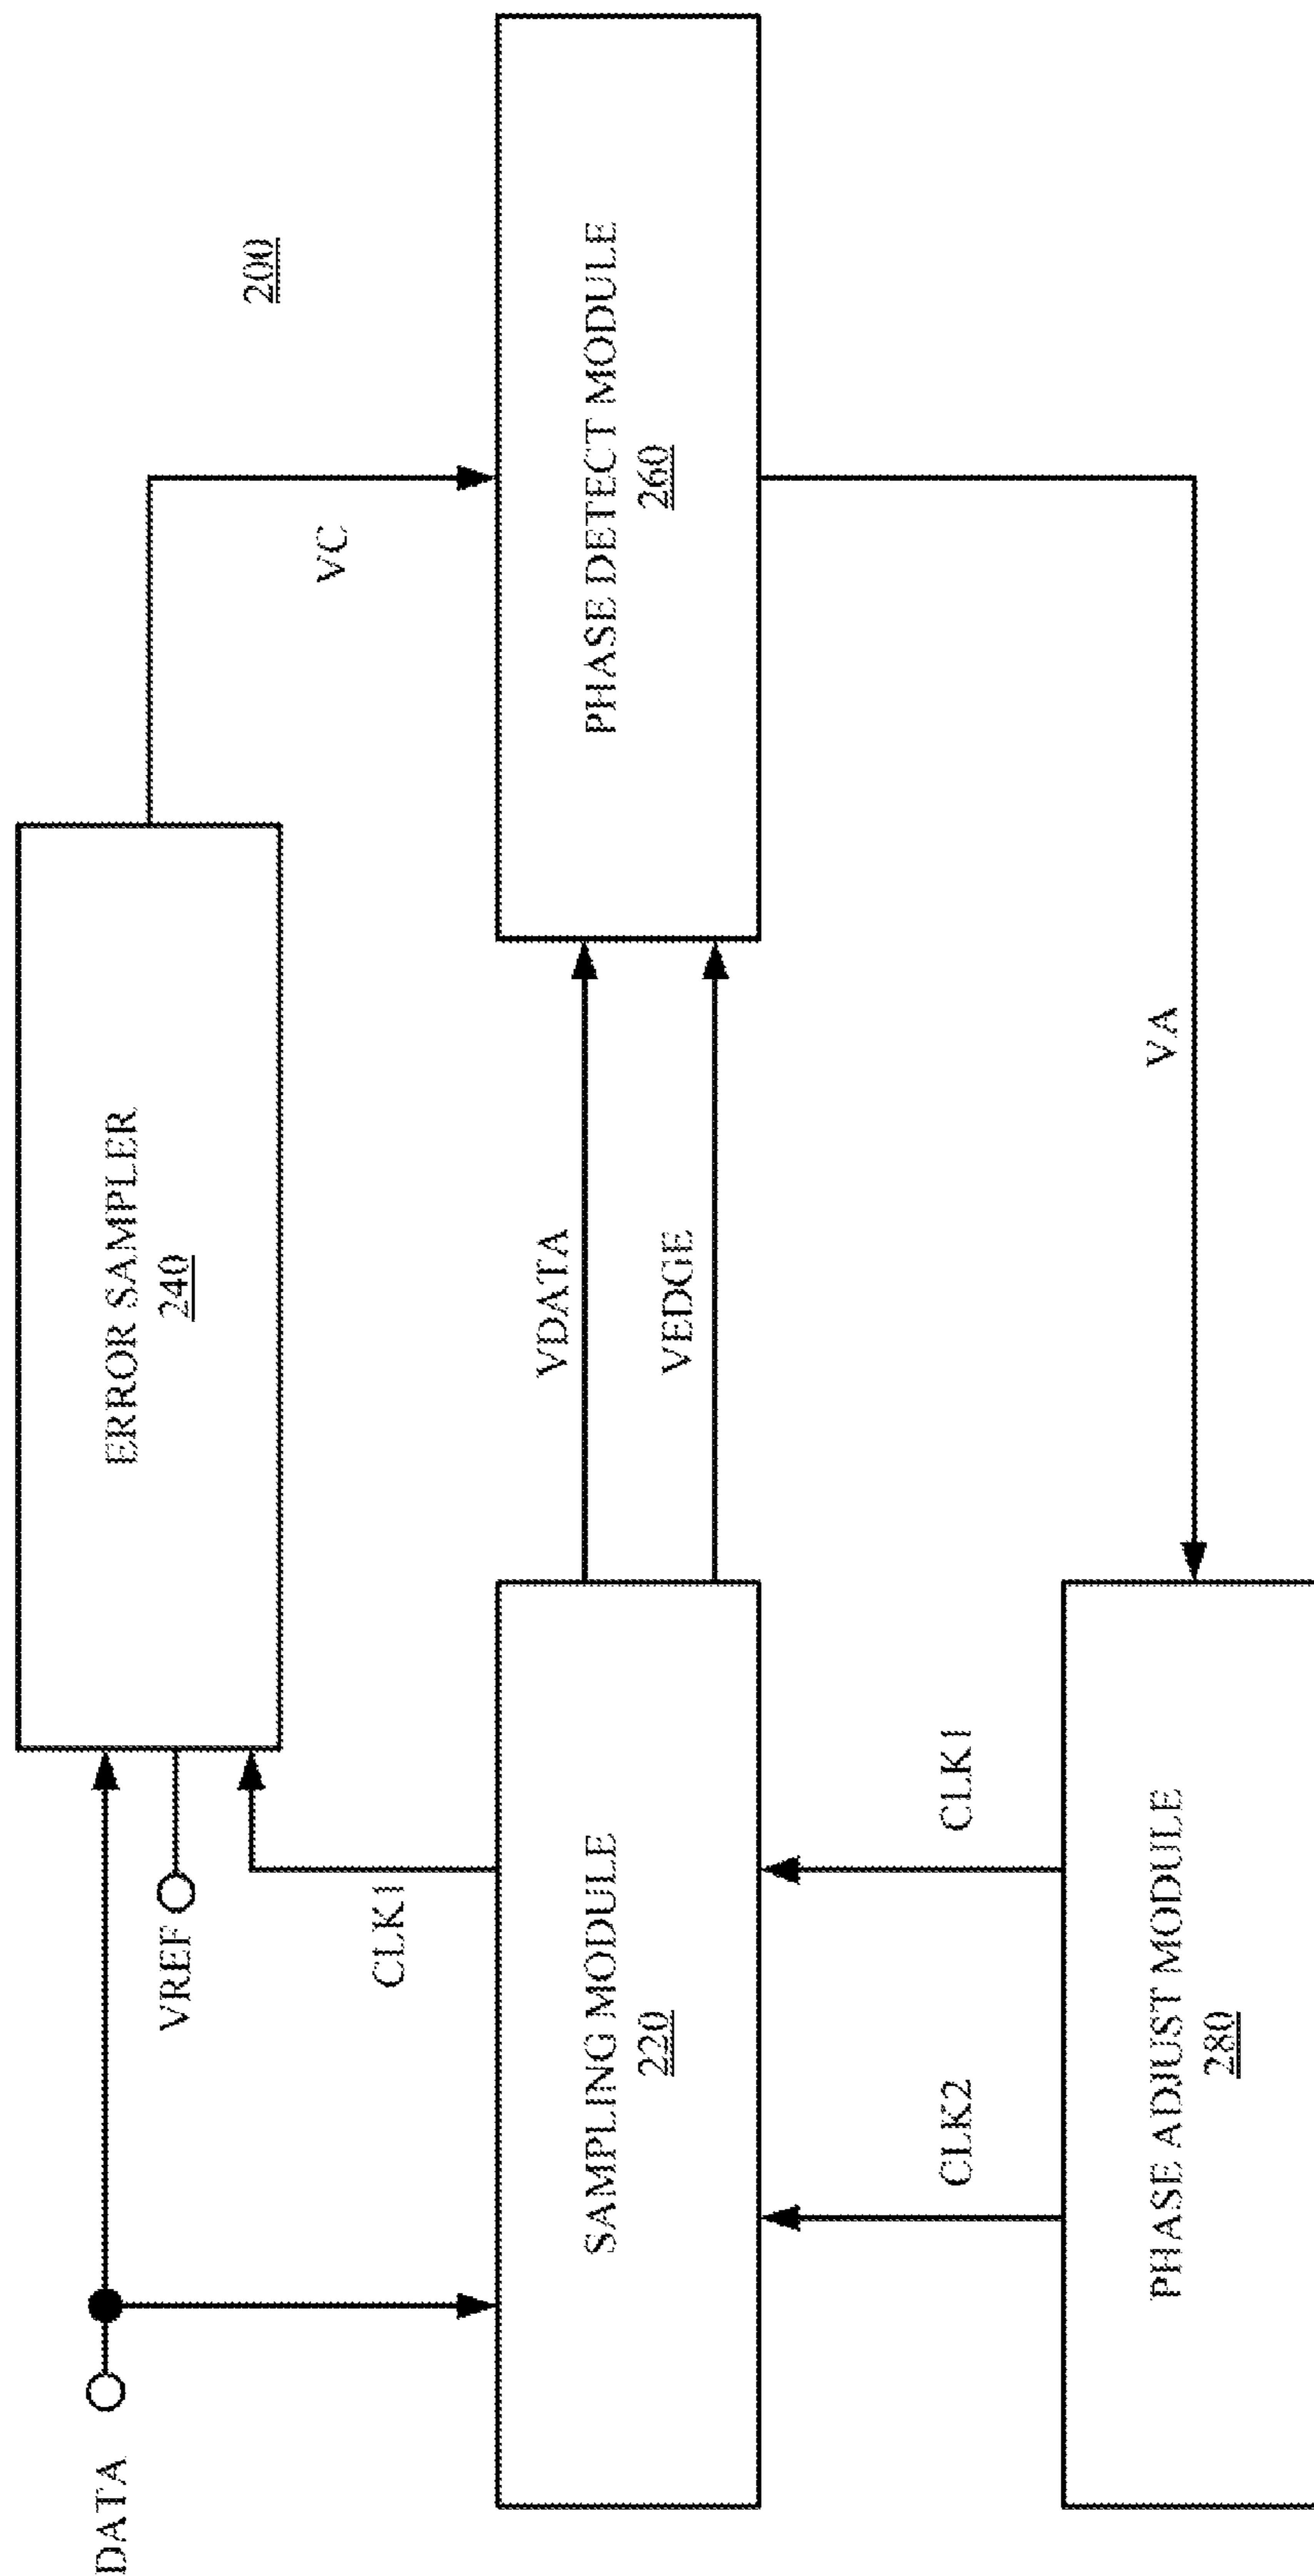 200
DATA
VREF
ERROR SAMPLER
240
CLK1
VC
SAMPLING MODULE
220
VDATA
VEDGE
PHASE DETECT MODULE
260
CLK2
CLK1
VA
PHASE ADJUST MODULE
280